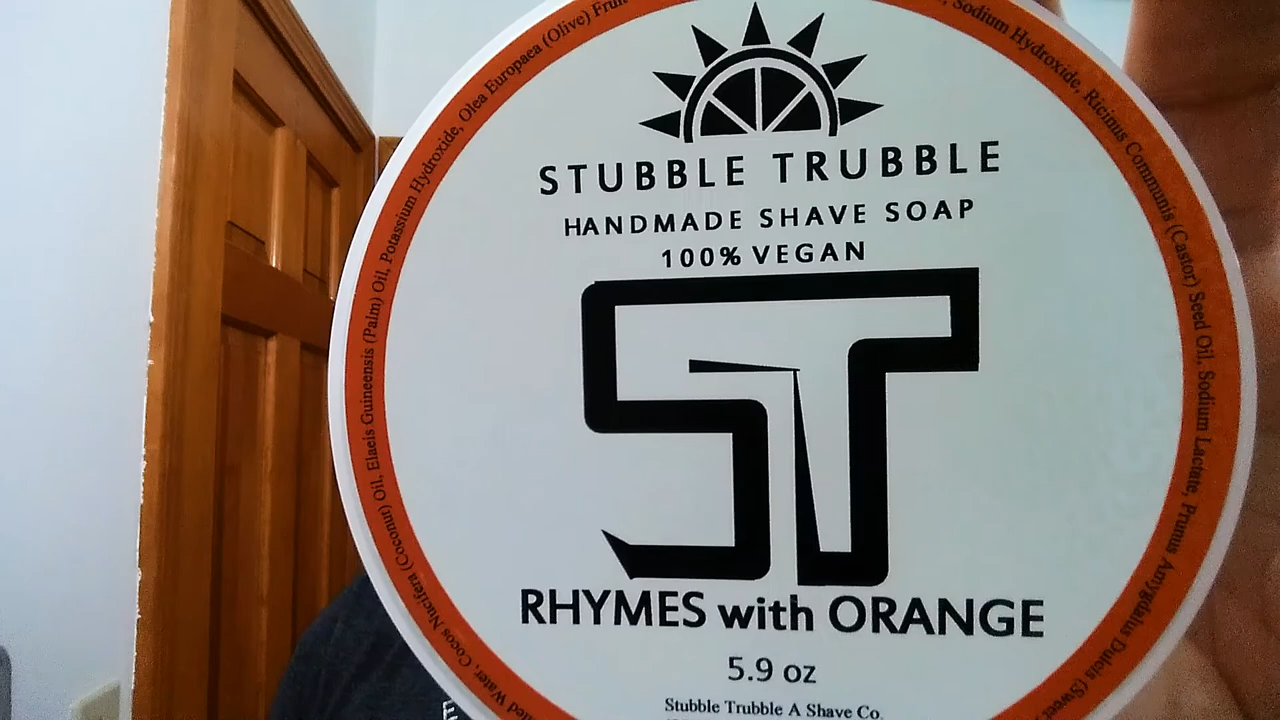 STUBBLE TRUBBLE
HANDMADE SHAVE SOAP
100% VEGAN
ST
RHYMES with ORANGE
5.9 oz
Stubble Trubble A Shave Co.
Water, Cocos Nucifera (Coconut) Oil, Elaeis Guineensis (Palm) Oil, Potassium Hydroxide, Olea Europaea (Olive) Fruit
, Sodium Hydroxide, Ricinus Communis (Castor) Seed Oil, Sodium Lactate, Prunus Amygdalus Dulcis (Sweet